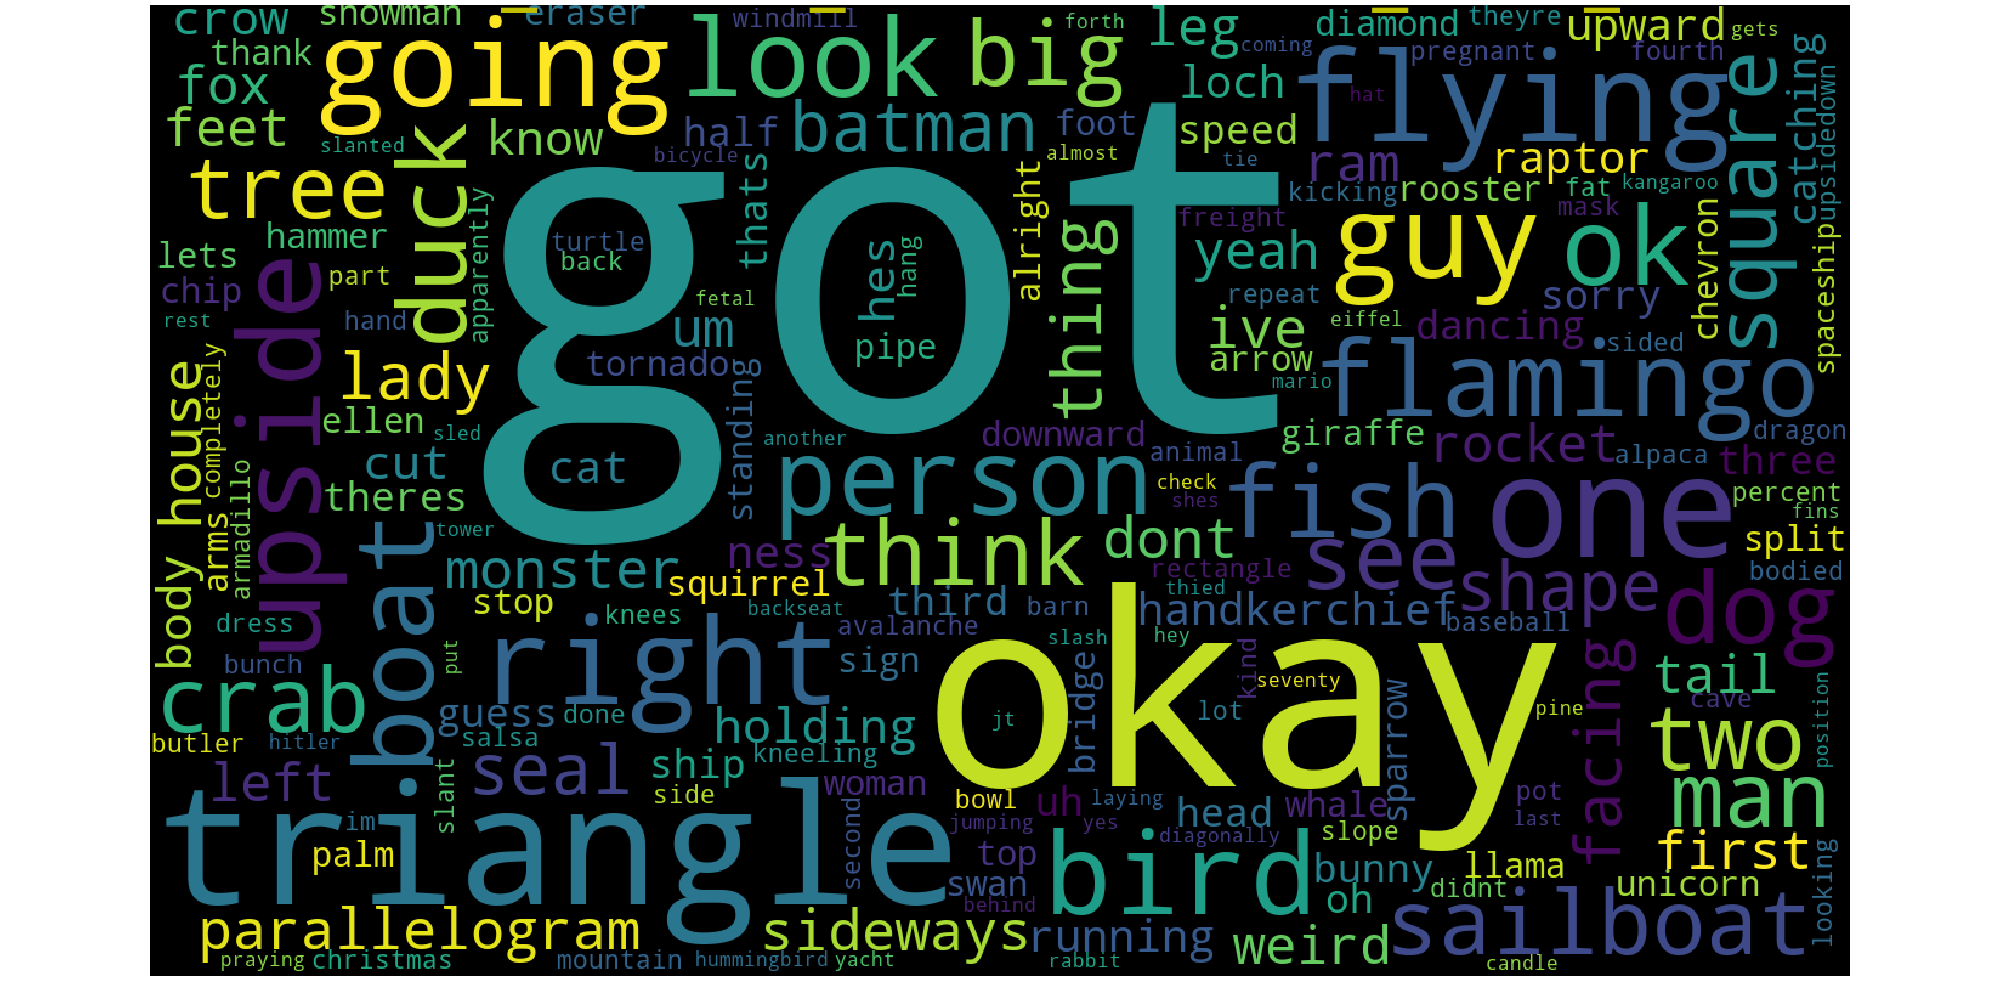 crow
snowman
eraser
windmill
forth
leg
diamond
theyre
upward
gets
thank
going
look
big
coming
flying
pregnant
fourth
square
catching
fox
loch
hat
feet
slanted
duck
know
half
bicycle
batman
foot
almost
speed
tie
ram
raptor
upsidedown
tree
thats
got
kicking
rooster
fat
kangaroo
hammer
apparently
turtle
back
hes
hang
alright
thing
freight
yeah
guy
mask
ok
chevron
spaceship
lets
part
chip
upside
fetal
repeat
sorry
rest
hand
um
pipe
ive
eiffel
dancing
sided
tornado
arrow
lady
standing
mario
flamingo
body house
completely
ellen
sled
another
downward
animal
giraffe
rocket
dragon
alpaca
three
cut
cat
person
check
fish
one
percent
theres
shes
fins
armadillo
arms
boat
tower
ness
think
dont
see
split
monster
squirrel
rectangle
shape
bodied
stop
knees
backseat
third
barn
thied
handkerchief
dog
dress
right
avalanche
slash
hey
baseball
bunch
put
sign
okay
bridge
kind
seventy
facing
tail
crab
guess
done
holding
jt
lot
sparrow
pine
cave
position
butler
hitler
salsa
kneeling
two
left
seal
ship
woman
slant
side
bowl
uh
laying
head
whale
pot
man
triangle
im
second
jumping
yes
diagonally
slope
last
palm
top
bird
bunny
llama
first
swan
didnt
unicorn
looking
behind
oh
parallelogram
sideways
running
weird
sailboat
praying
christmas
mountain
hummingbird
yacht
rabbit
candle